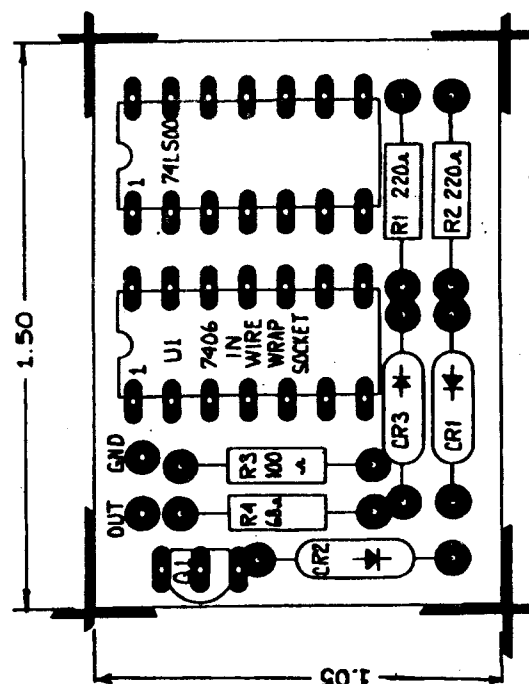 1
74LS00
R1 220Ω
R2 220Ω
1.50
1
U1
7406
IN
WIRE
WRAP
SOCKET
CR3
CR1
GND
R3
100
Ω
OUT
R4
68Ω
Q1
CR2
1.05